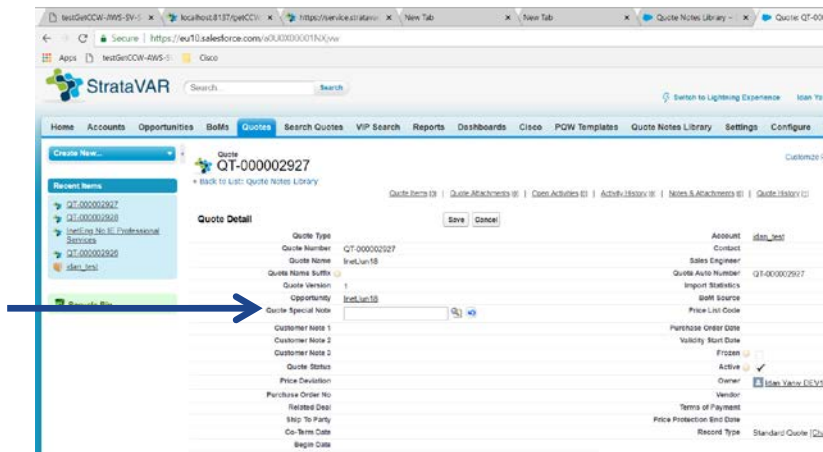 testGetCCW-AWS-SV-S
localhost:8187/getCCW
https://service.stratavar
New Tab
New Tab
Quote Notes Library ~
Quote: QT-00
Secure | https://eu10.salesforce.com/
Apps testGetCCW-AWS-S Cisco
StrataVAR
Search...
Search
Switch to Lightning Experience
Home Accounts Opportunities BoMs Quotes Search Quotes VIP Search Reports Dashboards Cisco PQW Templates Quote Notes Library Settings Configure
Create New...
Quote
QT-000002927
Customize
« Back to List: Quote Notes Library
Quote Items | Quote Attachments | Open Activities | Activity History | Notes & Attachments | Quote History
Recent Items
QT-000002927
QT-000002928
InetEng No IE Professional Services
QT-000002926
idan_test
Recycle Bin
Quote Detail
Save Cancel
Quote Type
Account idan_test
Quote Number QT-000002927
Contact
Quote Name InetJun18
Sales Engineer
Quote Name Suffix
Quote Auto Number QT-000002927
Quote Version 1
Import Statistics
Opportunity InetJun18
BoM Source
Quote Special Note
Price List Code
Customer Note 1
Purchase Order Date
Customer Note 2
Validity Start Date
Customer Note 3
Frozen
Quote Status
Active ✓
Price Deviation
Owner Idan Yaniv DEV1
Purchase Order No
Vendor
Related Deal
Terms of Payment
Ship To Party
Price Protection End Date
Co-Term Date
Record Type Standard Quote
Begin Date